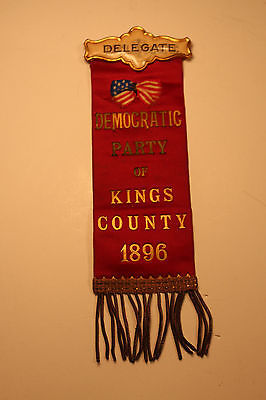 DELEGATE
DEMOCRATIC
PARTY
OF
KINGS
COUNTY
1896